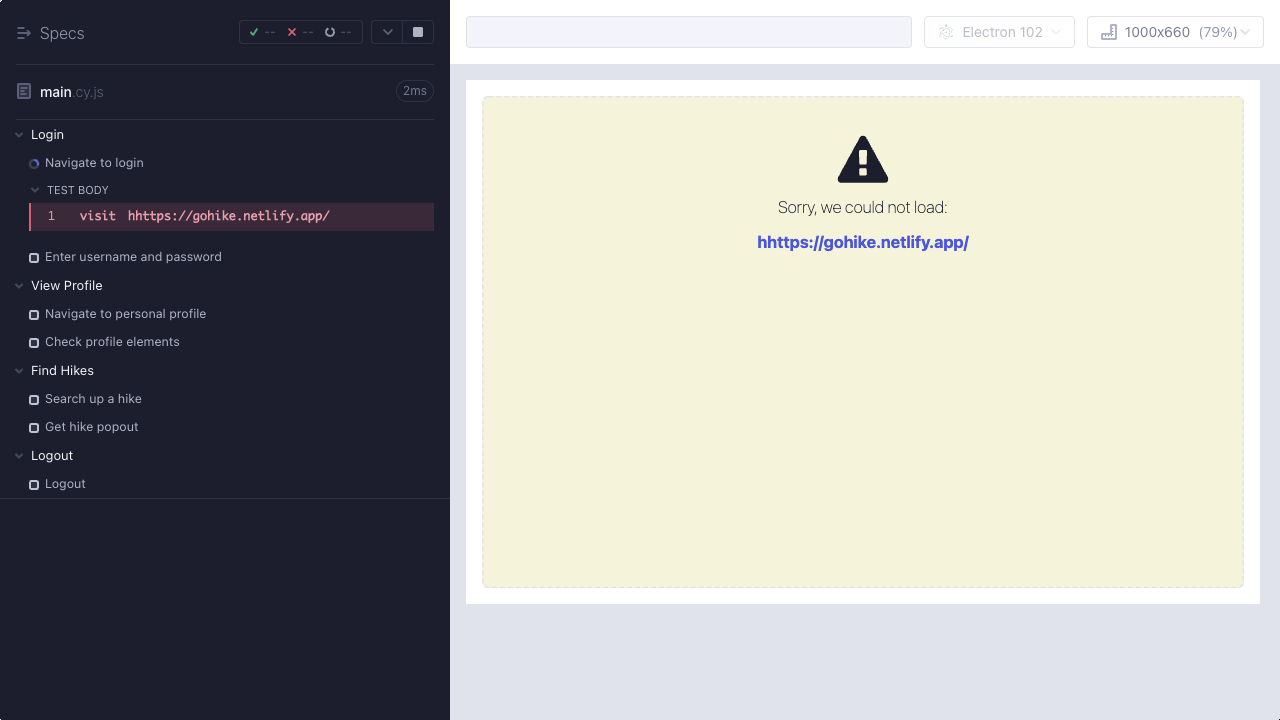 Specs
-- -- --
main.cy.js
2ms
Login
Navigate to login
TEST BODY
1 visit hhttps://gohike.netlify.app/
Enter username and password
View Profile
Navigate to personal profile
Check profile elements
Find Hikes
Search up a hike
Get hike popout
Logout
Logout
Electron 102
1000x660 (79%)
Sorry, we could not load:
hhttps://gohike.netlify.app/